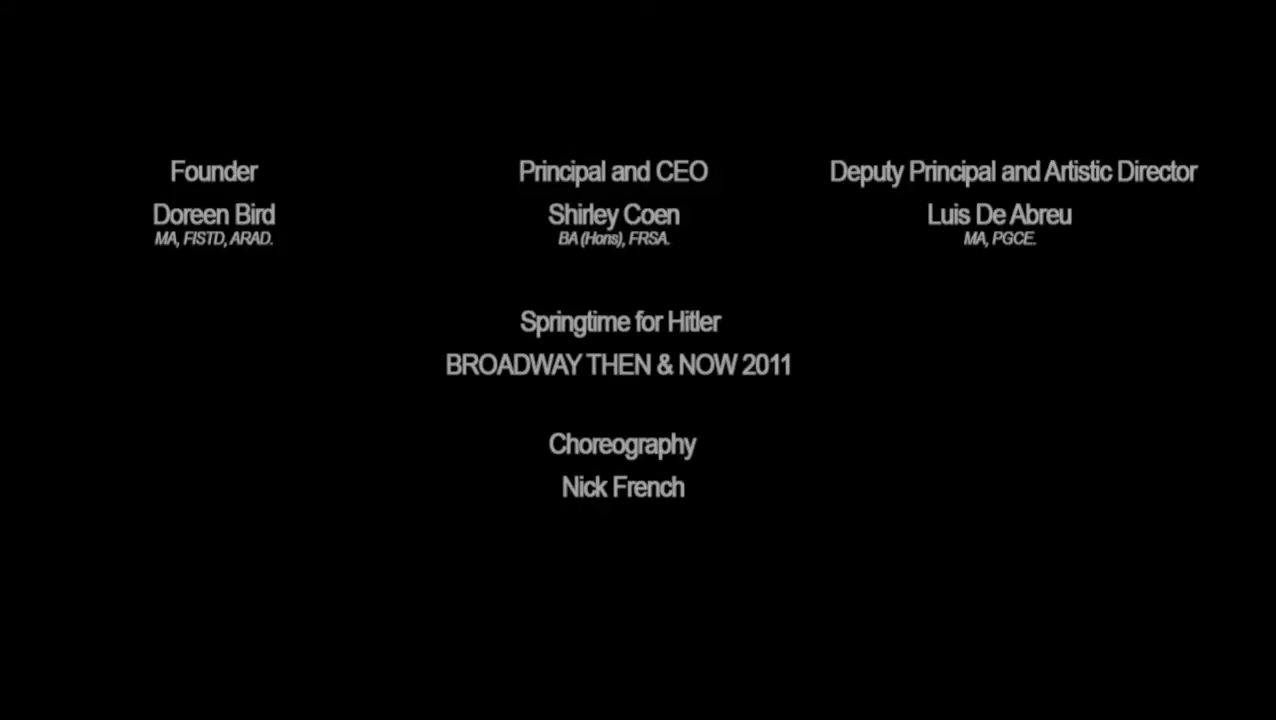 Founder
Doreen Bird
MA, FISTD, ARAD.
Principal and CEO
Shirley Coen
BA (Hons), FRSA.
Deputy Principal and Artistic Director
Luis De Abreu
MA, PGCE.
Springtime for Hitler
BROADWAY THEN & NOW 2011
Choreography
Nick French